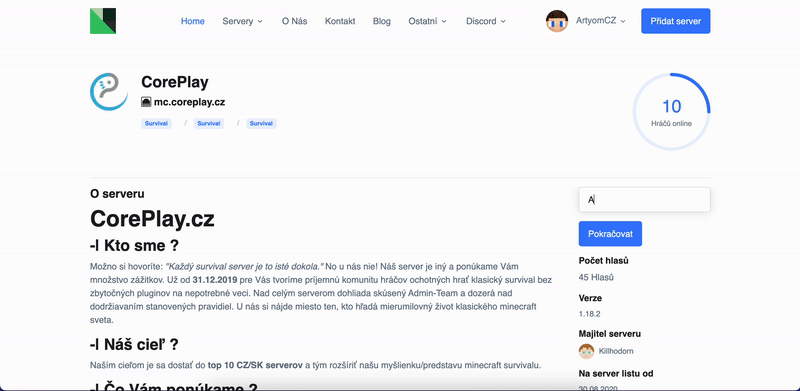 Home Servery O Nás Kontakt Blog Ostatní Discord ArtyomCZ Přidat server
CorePlay
mc.coreplay.cz
Survival / Survival / Survival
10
Hráčů online
O serveru
CorePlay.cz
-I Kto sme ?
Možno si hovoríte: "Každý survival server je to isté dokola." No u nás nie! Náš server je iný a ponúkame Vám
množstvo zážitkov. Už od 31.12.2019 pre Vás tvoríme príjemnú komunitu hráčov ochotných hrať klasický survival bez
zbytočných pluginov na nepotrebné veci. Nad celým serverom dohliada skúsený Admin-Team a dozerá nad
dodržiavaním stanovených pravidiel. U nás si nájde miesto ten, kto hľadá mierumilovný život klasického minecraft
sveta.
-I Náš cieľ ?
Naším cieľom je sa dostať do top 10 CZ/SK serverov a tým rozšíriť našu myšlienku/predstavu minecraft survivalu.
-I Čo Vám ponúkame ?
A
Pokračovat
Počet hlasů
45 Hlasů
Verze
1.18.2
Majitel serveru
Killhodorn
Na server listu od
30.08.2020